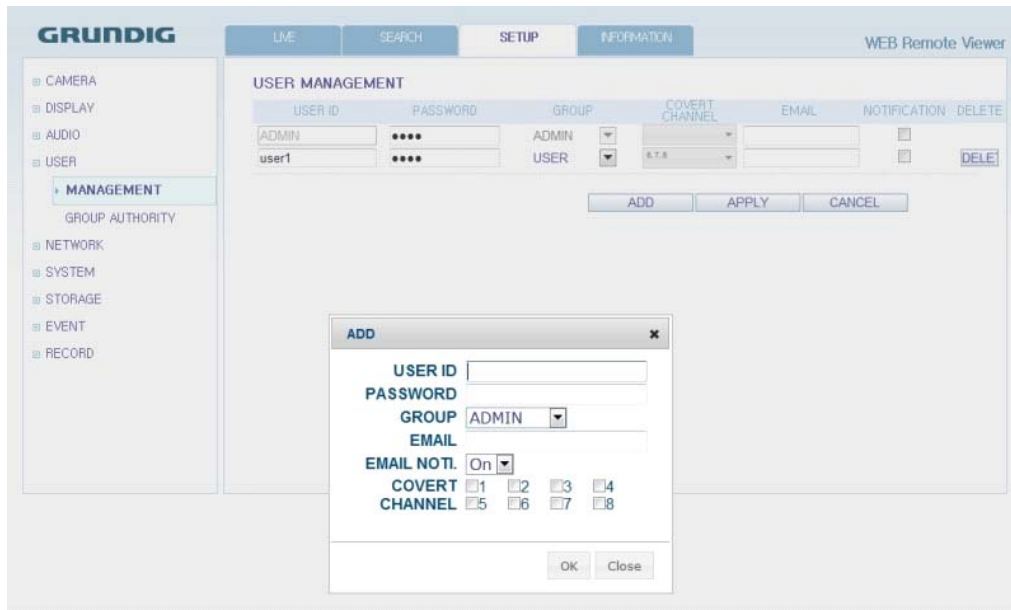 GRUNDIG
LIVE SEARCH SETUP INFORMATION
WEB Remote Viewer
CAMERA
DISPLAY
AUDIO
USER
MANAGEMENT
GROUP AUTHORITY
NETWORK
SYSTEM
STORAGE
EVENT
RECORD
USER MANAGEMENT
USER ID PASSWORD GROUP COVERT CHANNEL EMAIL NOTIFICATION DELETE
ADMIN •••• ADMIN
user1 •••• USER 6.7.8 DELE
ADD APPLY CANCEL
ADD
USER ID
PASSWORD
GROUP ADMIN
EMAIL
EMAIL NOTI. On
COVERT 1 2 3 4
CHANNEL 5 6 7 8
OK Close